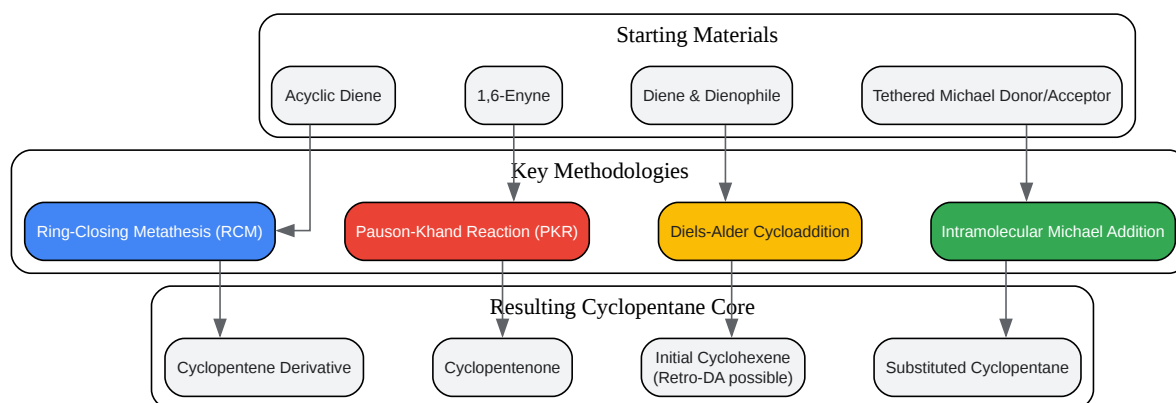 Starting Materials
Acyclic Diene
1,6-Enyne
Diene & Dienophile
Tethered Michael Donor/Acceptor
Key Methodologies
Ring-Closing Metathesis (RCM)
Pauson-Khand Reaction (PKR)
Diels-Alder Cycloaddition
Intramolecular Michael Addition
Resulting Cyclopentane Core
Cyclopentene Derivative
Cyclopentenone
Initial Cyclohexene
(Retro-DA possible)
Substituted Cyclopentane